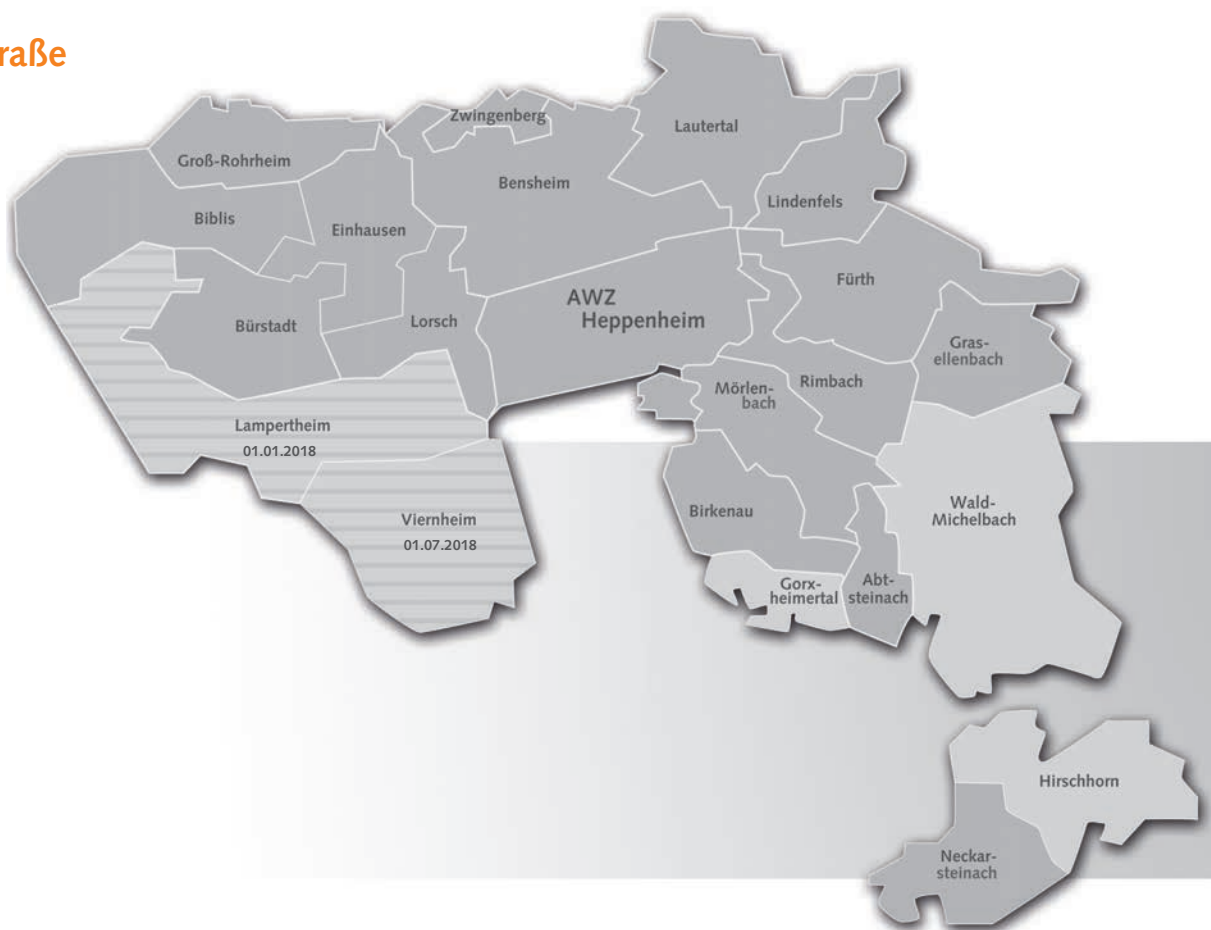 raße
Zwingenberg
Lautertal
Groß-Rohrheim
Bensheim
Lindenfels
Biblis
Einhausen
Fürth
AWZ
Heppenheim
Bürstadt
Lorsch
Gras-
ellenbach
Rimbach
Mörlen-
bach
Lampertheim
01.01.2018
Wald-
Michelbach
Birkenau
Viernheim
01.07.2018
Gorx-
heimertal
Abt-
steinach
Hirschhorn
Neckar-
steinach